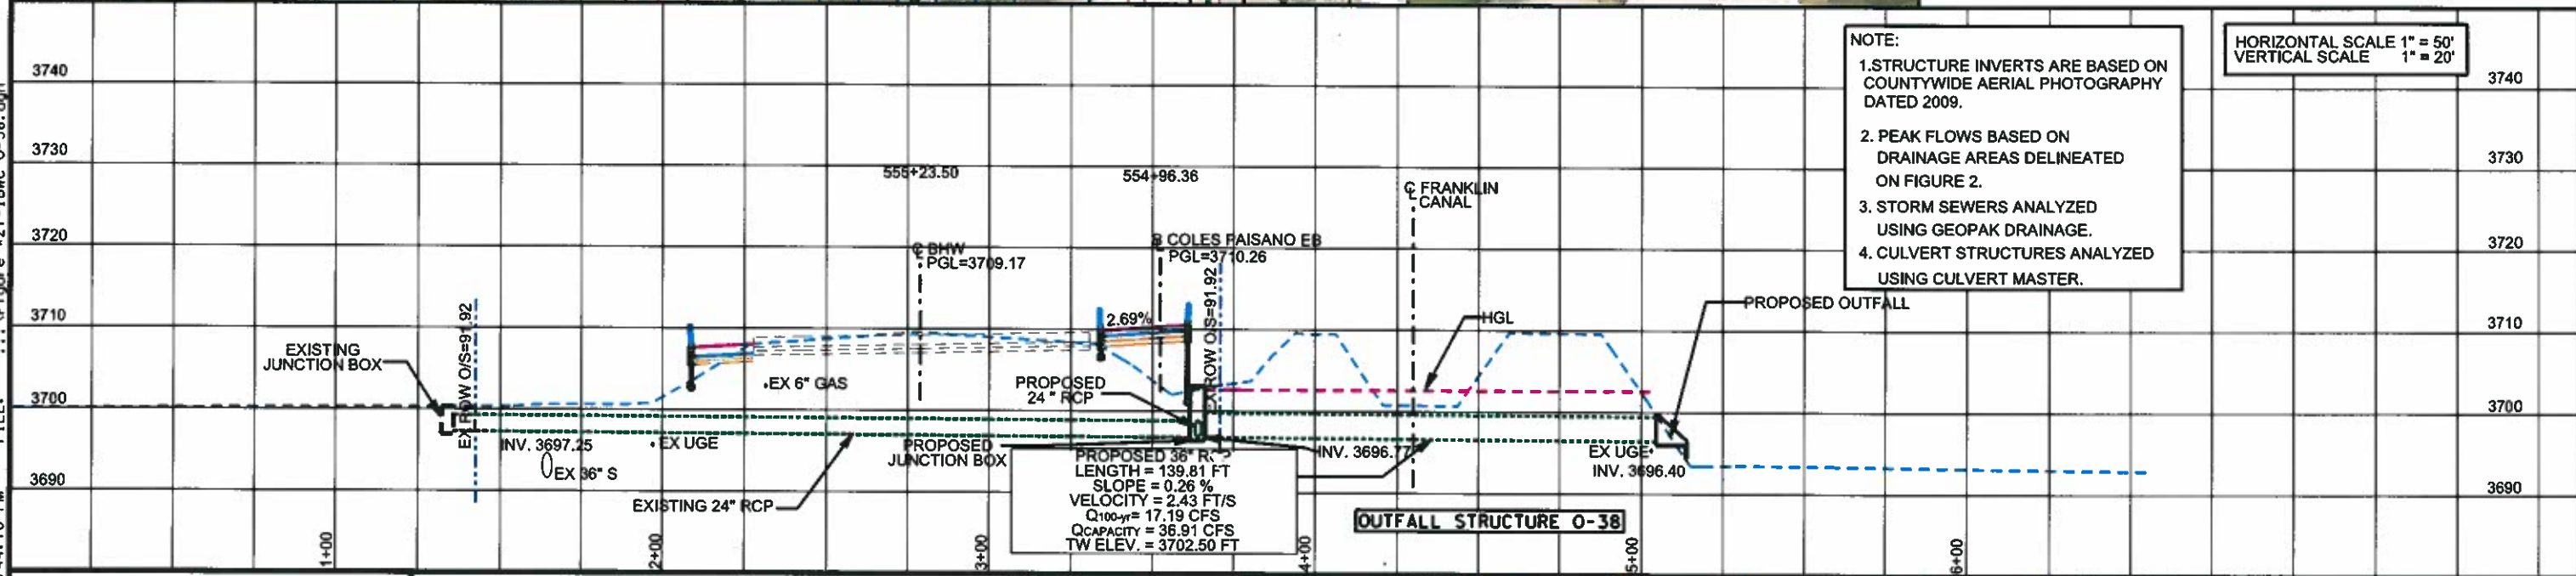 NOTE:
1.STRUCTURE INVERTS ARE BASED ON
COUNTYWIDE AERIAL PHOTOGRAPHY
DATED 2009.
2. PEAK FLOWS BASED ON
DRAINAGE AREAS DELINEATED
ON FIGURE 2.
3. STORM SEWERS ANALYZED
USING GEOPAK DRAINAGE.
4. CULVERT STRUCTURES ANALYZED
USING CULVERT MASTER.
HORIZONTAL SCALE 1" = 50'
VERTICAL SCALE 1" = 20'
3740
3730
3720
3710
3700
3690
3740
3730
3720
3710
3700
3690
555+23.50
554+96.36
℄ FRANKLIN
CANAL
℄ BHW
PGL=3709.17
COLES PAISANO EB
PGL=3710.26
EX ROW O/S=91.92
EX ROW O/S=91.92
2.69%
HGL
PROPOSED OUTFALL
EXISTING
JUNCTION BOX
EX 6" GAS
PROPOSED
24 " RCP
INV. 3697.25
EX UGE
EX 36" S
PROPOSED
JUNCTION BOX
EXISTING 24" RCP
INV. 3696.77
EX UGE
INV. 3696.40
PROPOSED 36" RCP
LENGTH = 139.81 FT
SLOPE = 0.26 %
VELOCITY = 2.43 FT/S
Q100-yr= 17.19 CFS
QCAPACITY = 36.91 CFS
TW ELEV. = 3702.50 FT
OUTFALL STRUCTURE O-38
1+00
2+00
3+00
4+00
5+00
6+00